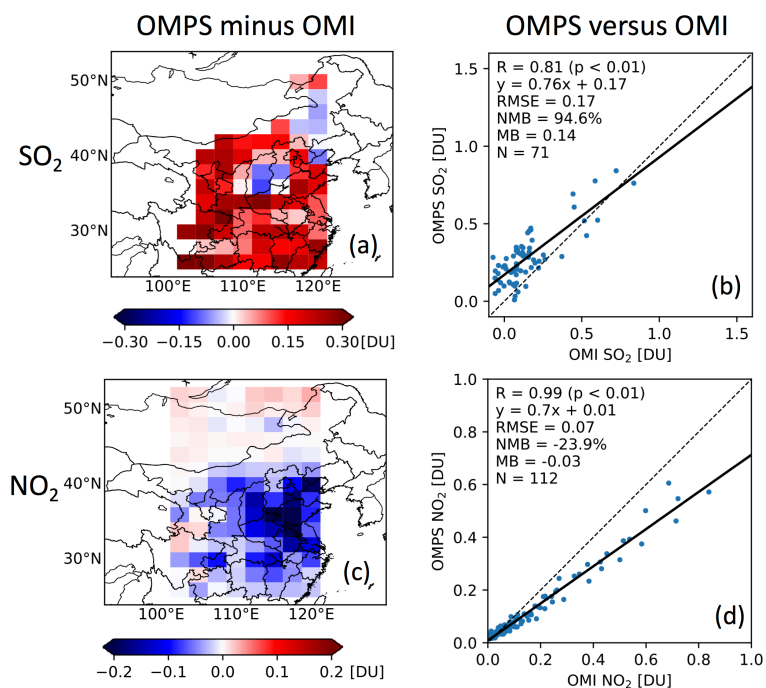 OMPS minus OMI
OMPS versus OMI
SO₂
50°N
40°N
30°N
100°E 110°E 120°E
(a)
−0.30 −0.15 0.00 0.15 0.30 [DU]
R = 0.81 (p < 0.01)
y = 0.76x + 0.17
RMSE = 0.17
NMB = 94.6%
MB = 0.14
N = 71
OMPS SO₂ [DU]
1.5
1.0
0.5
0.0
0.0 0.5 1.0 1.5
OMI SO₂ [DU]
(b)
NO₂
50°N
40°N
30°N
100°E 110°E 120°E
(c)
−0.2 −0.1 0.0 0.1 0.2 [DU]
R = 0.99 (p < 0.01)
y = 0.7x + 0.01
RMSE = 0.07
NMB = -23.9%
MB = -0.03
N = 112
OMPS NO₂ [DU]
1.0
0.8
0.6
0.4
0.2
0.0
0.0 0.2 0.4 0.6 0.8 1.0
OMI NO₂ [DU]
(d)